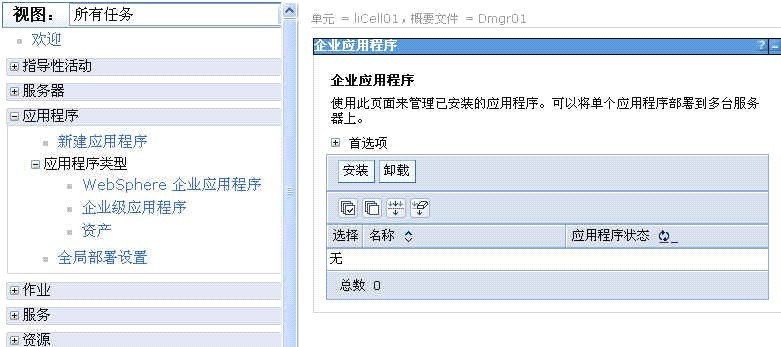 视图： 所有任务
欢迎
指导性活动
服务器
应用程序
新建应用程序
应用程序类型
WebSphere 企业应用程序
企业级应用程序
资产
全局部署设置
作业
服务
资源
单元 = liCell01，概要文件 = Dmgr01
企业应用程序 ? –
企业应用程序
使用此页面来管理已安装的应用程序。可以将单个应用程序部署到多台服务
器上。
首选项
安装 卸载
选择 名称 应用程序状态
无
总数 0